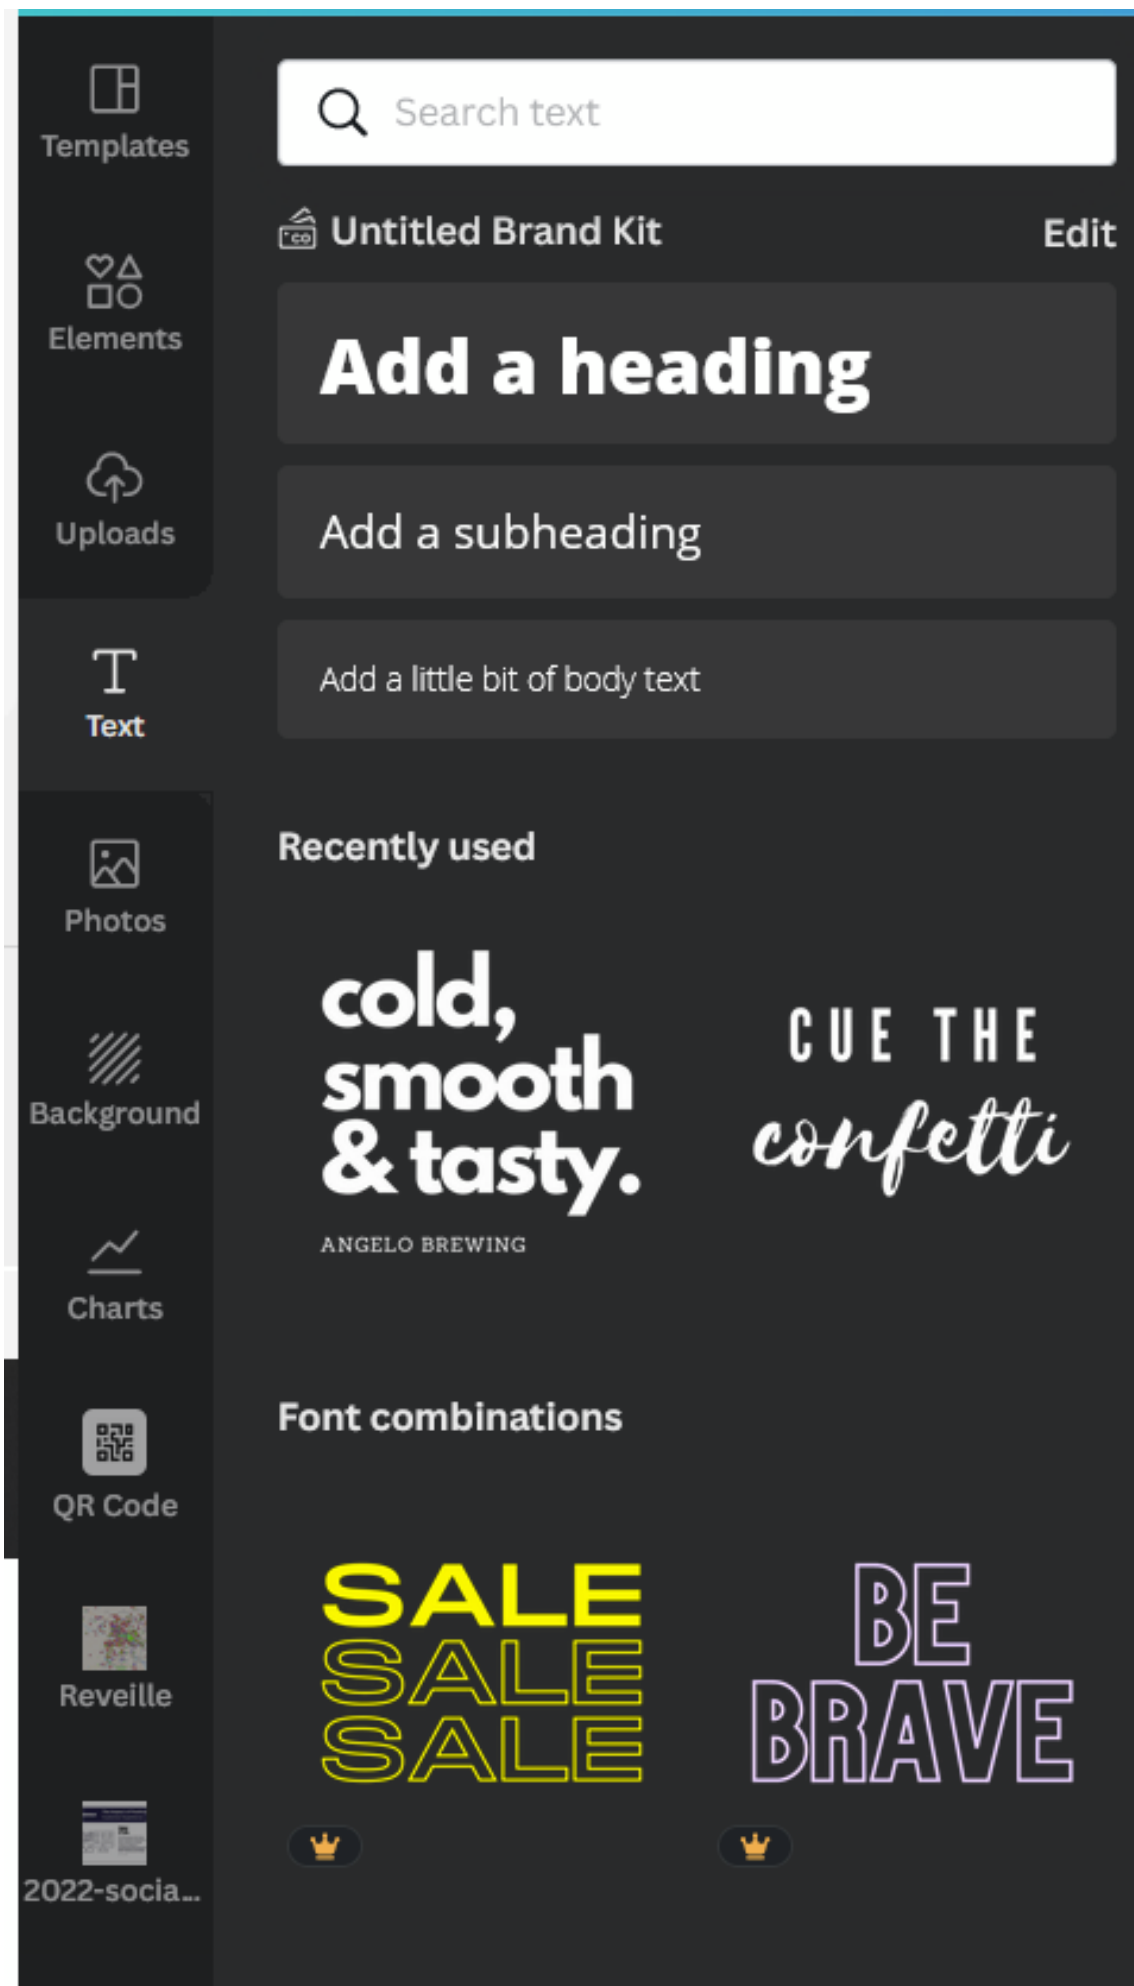 Templates
Elements
Uploads
Text
Photos
Background
Charts
QR Code
Reveille
2022-socia...
Search text
Untitled Brand Kit
Edit
Add a heading
Add a subheading
Add a little bit of body text
Recently used
cold,
smooth
& tasty.
ANGELO BREWING
CUE THE
confetti
Font combinations
SALE
SALE
SALE
BE
BRAVE